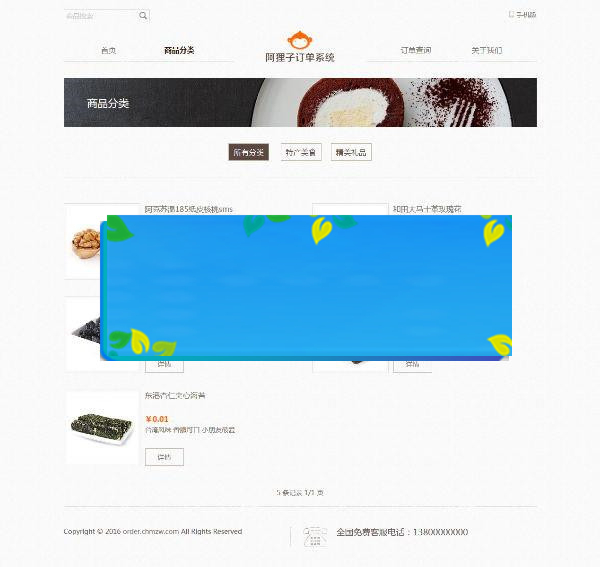 商品搜索
手机版
首页
商品分类
阿狸子订单系统
订单查询
关于我们
商品分类
所有分类
特产美食
精美礼品
阿克苏温185纸皮核桃sms
和田大马士革玫瑰花
详情
详情
东港杏仁夹心海苔
¥0.01
台湾风味 香脆可口 小朋友最爱
详情
5 条记录 1/1 页
Copyright © 2016 order.chmzw.com All Rights Reserved
全国免费客服电话：13800000000